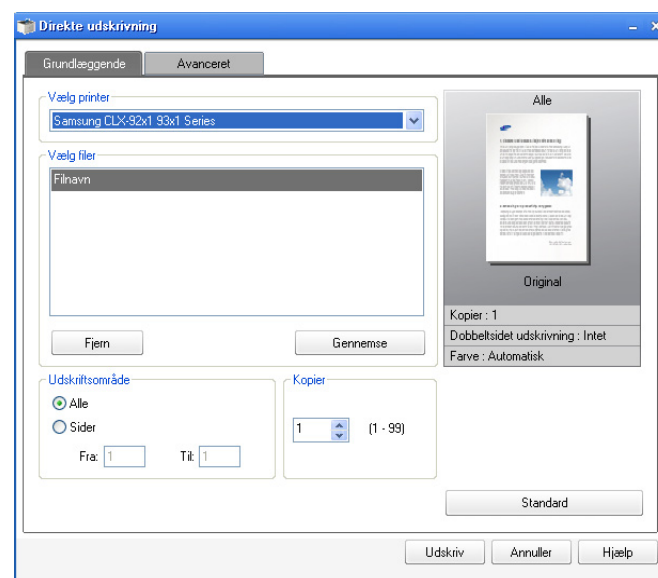 Direkte udskrivning
Grundlæggende
Avanceret
Vælg printer
Samsung CLX-92x1 93x1 Series
Vælg filer
Filnavn
Fjern
Gennemse
Udskriftsområde
Alle
Sider
Fra: 1 Til: 1
Kopier
1 (1 - 99)
Alle
Original
Kopier : 1
Dobbeltsidet udskrivning : Intet
Farve : Automatisk
Standard
Udskriv
Annuller
Hjælp